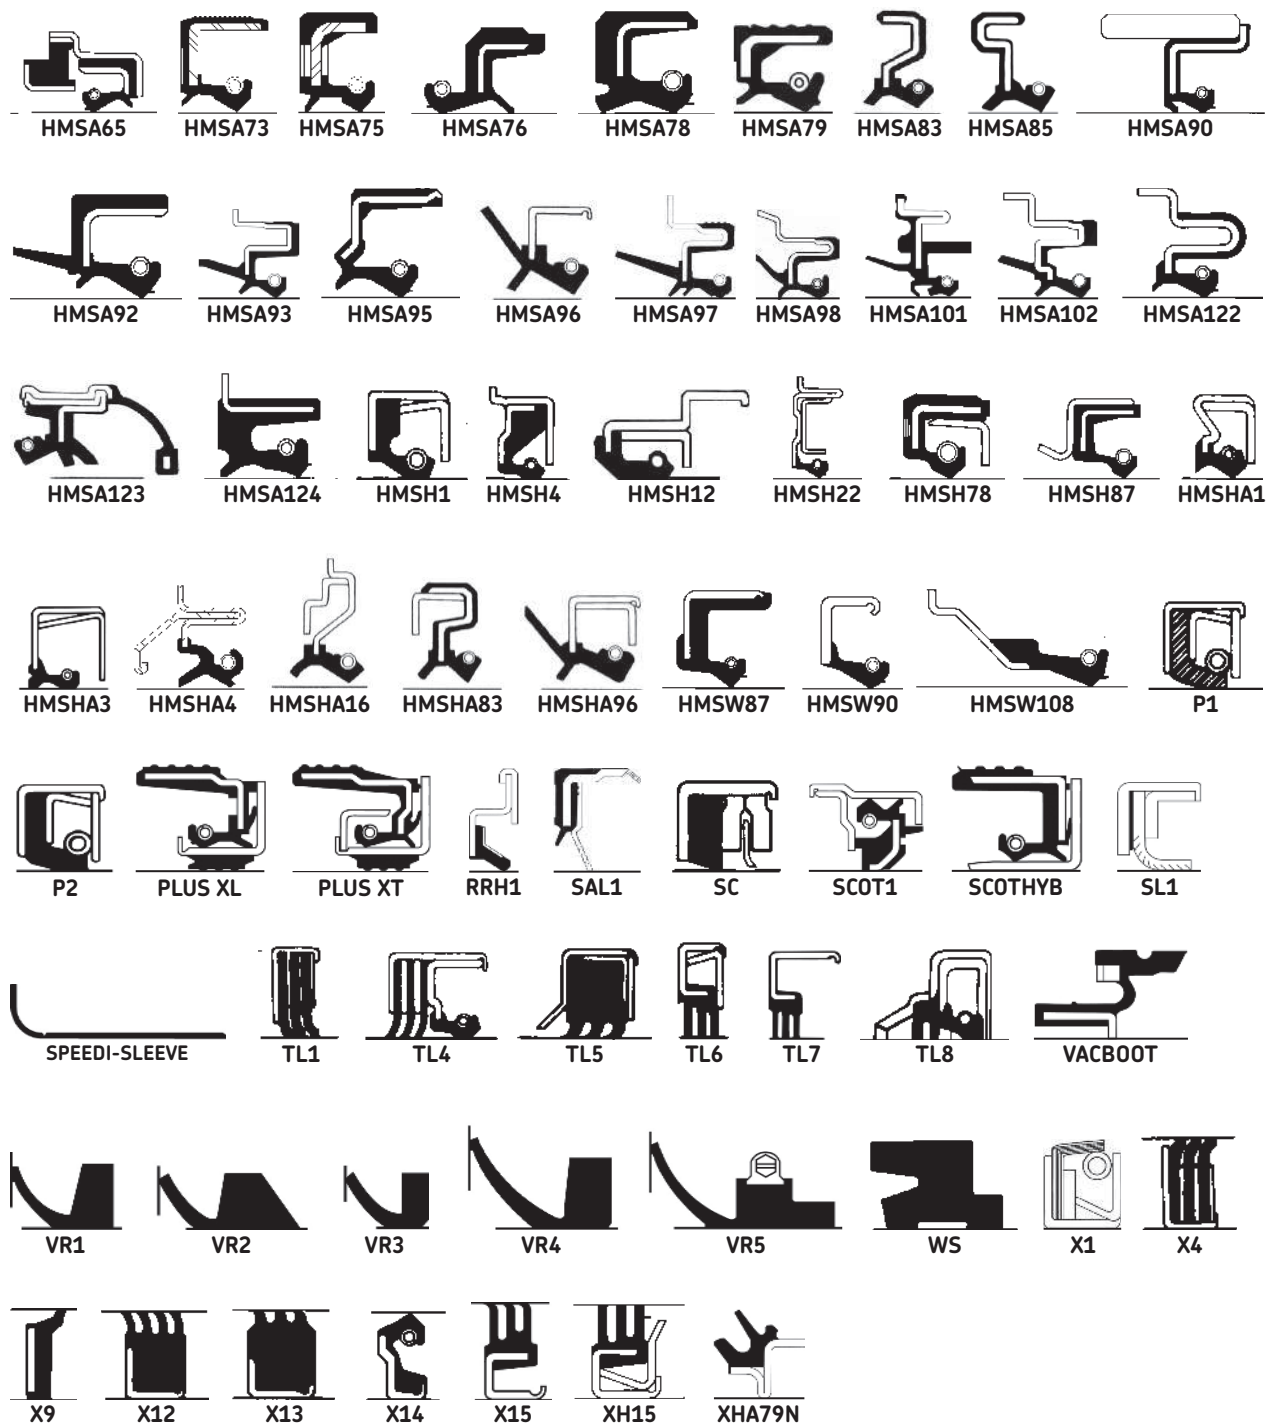 HMSA65 HMSA73 HMSA75 HMSA76 HMSA78 HMSA79 HMSA83 HMSA85 HMSA90
HMSA92 HMSA93 HMSA95 HMSA96 HMSA97 HMSA98 HMSA101 HMSA102 HMSA122
HMSA123 HMSA124 HMSH1 HMSH4 HMSH12 HMSH22 HMSH78 HMSH87 HMSHA1
HMSHA3 HMSHA4 HMSHA16 HMSHA83 HMSHA96 HMSW87 HMSW90 HMSW108 P1
P2 PLUS XL PLUS XT RRH1 SAL1 SC SCOT1 SCOTHYB SL1
SPEEDI-SLEEVE TL1 TL4 TL5 TL6 TL7 TL8 VACBOOT
VR1 VR2 VR3 VR4 VR5 WS X1 X4
X9 X12 X13 X14 X15 XH15 XHA79N